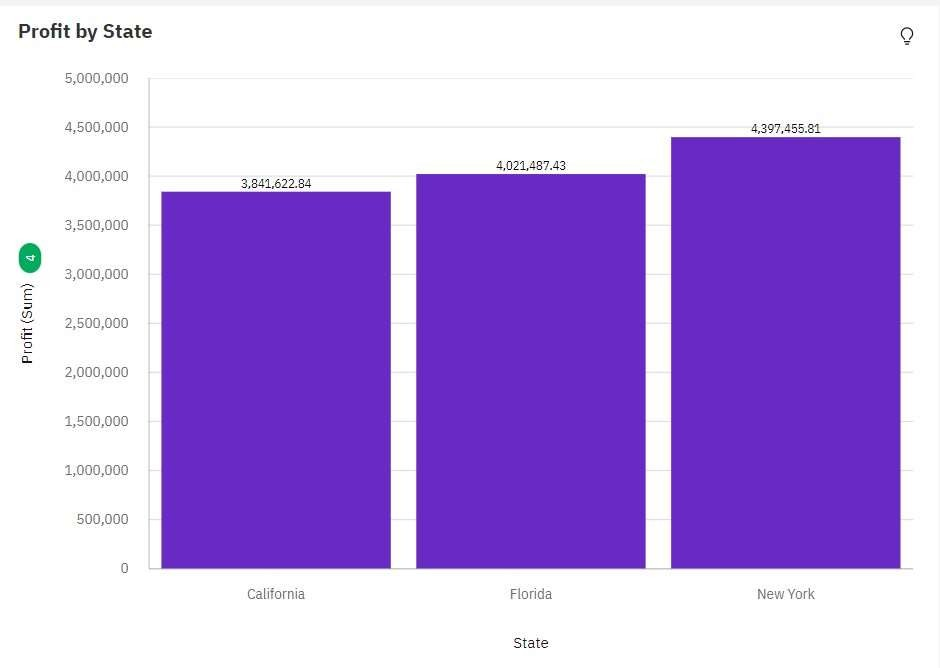 Profit by State
5,000,000
4,500,000
4,000,000
3,500,000
3,000,000
2,500,000
2,000,000
1,500,000
1,000,000
500,000
0
Profit (Sum) 4
3,841,622.84
4,021,487.43
4,397,455.81
California
Florida
New York
State